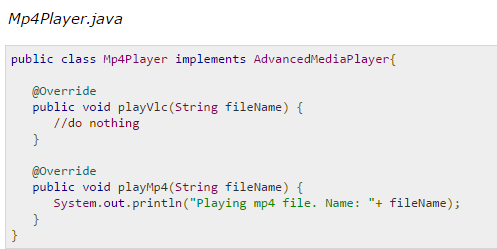 Mp4Player.java
public class Mp4Player implements AdvancedMediaPlayer{
@Override
public void playVlc(String fileName) {
//do nothing
}
@Override
public void playMp4(String fileName) {
System.out.println("Playing mp4 file. Name: "+ fileName);
}
}